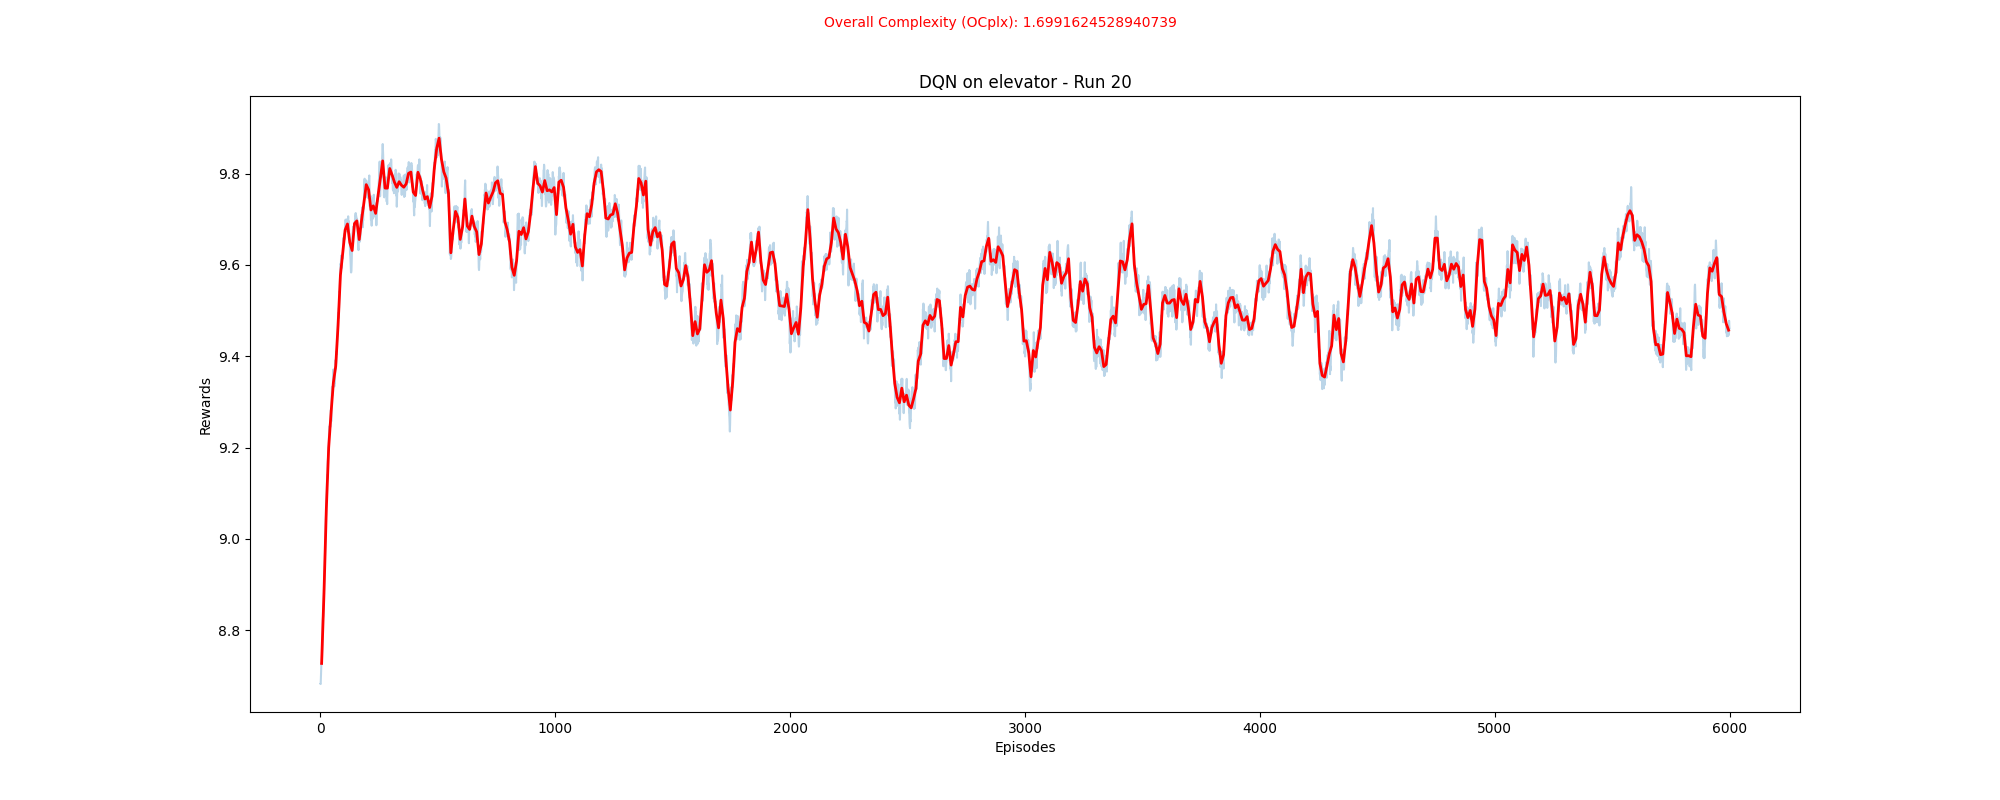 Overall Complexity (OCplx): 1.6991624528940739
DQN on elevator - Run 20
9.8
9.6
9.4
9.2
9.0
8.8
Rewards
0 1000 2000 3000 4000 5000 6000
Episodes